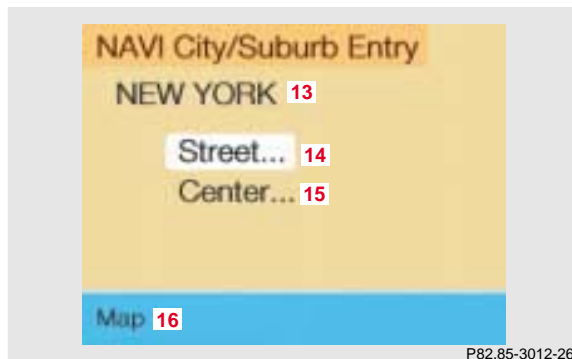 NAVI City/Suburb Entry
NEW YORK 13
Street... 14
Center... 15
Map 16
P82.85-3012-26